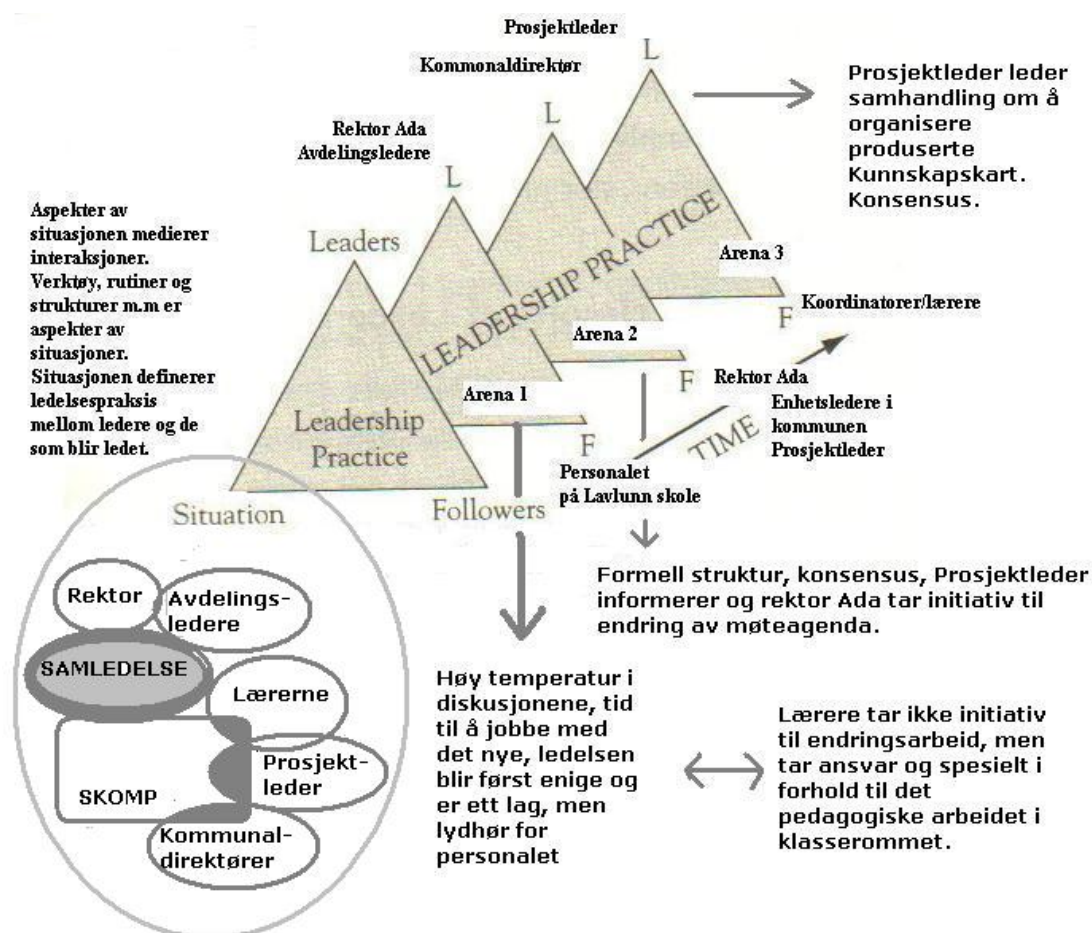 Prosjektleder
L
Kommonaldirektør
L
Rektor Ada
Avdelingsledere
L
Prosjektleder leder
samhandling om å
organisere
produserte
Kunnskapskart.
Konsensus.
Aspekter av
situasjonen medierer
interaksjoner.
Verktøy, rutiner og
strukturer m.m er
aspekter av
situasjoner.
Situasjonen definerer
ledelsespraksis
mellom ledere og de
som blir ledet.
Leaders
LEADERSHIP PRACTICE
Arena 3
F
Koordinatorer/lærere
Arena 2
F
Rektor Ada
Enhetsledere i
kommunen
Prosjektleder
TIME
Arena 1
F
Personalet
på Lavlunn skole
Leadership
Practice
Situation
Followers
Formell struktur, konsensus, Prosjektleder
informerer og rektor Ada tar initiativ til
endring av møteagenda.
Rektor
Avdelings-
ledere
SAMLEDELSE
Lærerne
Prosjekt-
leder
SKOMP
Kommunal-
direktører
Høy temperatur i
diskusjonene, tid
til å jobbe med
det nye, ledelsen
blir først enige og
er ett lag, men
lydhør for
personalet
Lærere tar ikke initiativ
til endringsarbeid, men
tar ansvar og spesielt i
forhold til det
pedagogiske arbeidet i
klasserommet.